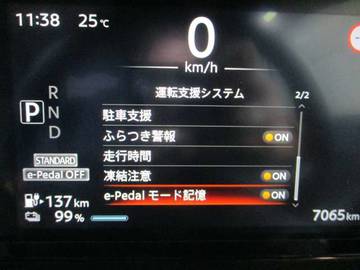 11:38 25℃ 0
km/h
運転支援システム 2/2
R
N
D
P
駐車支援
ふらつき警報 ON
走行時間
凍結注意 ON
e-Pedal モード記憶 ON
STANDARD
e-Pedal OFF
137km
99%
7065km